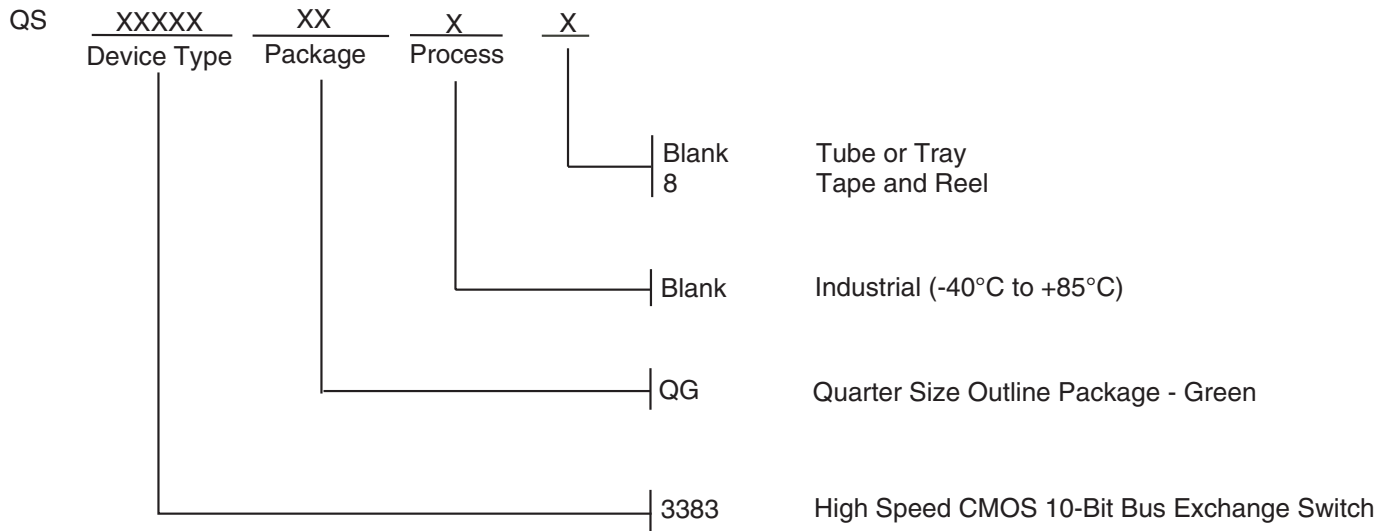 QS XXXXX XX X X
Device Type Package Process
Blank Tube or Tray
8 Tape and Reel
Blank Industrial (-40°C to +85°C)
QG Quarter Size Outline Package - Green
3383 High Speed CMOS 10-Bit Bus Exchange Switch